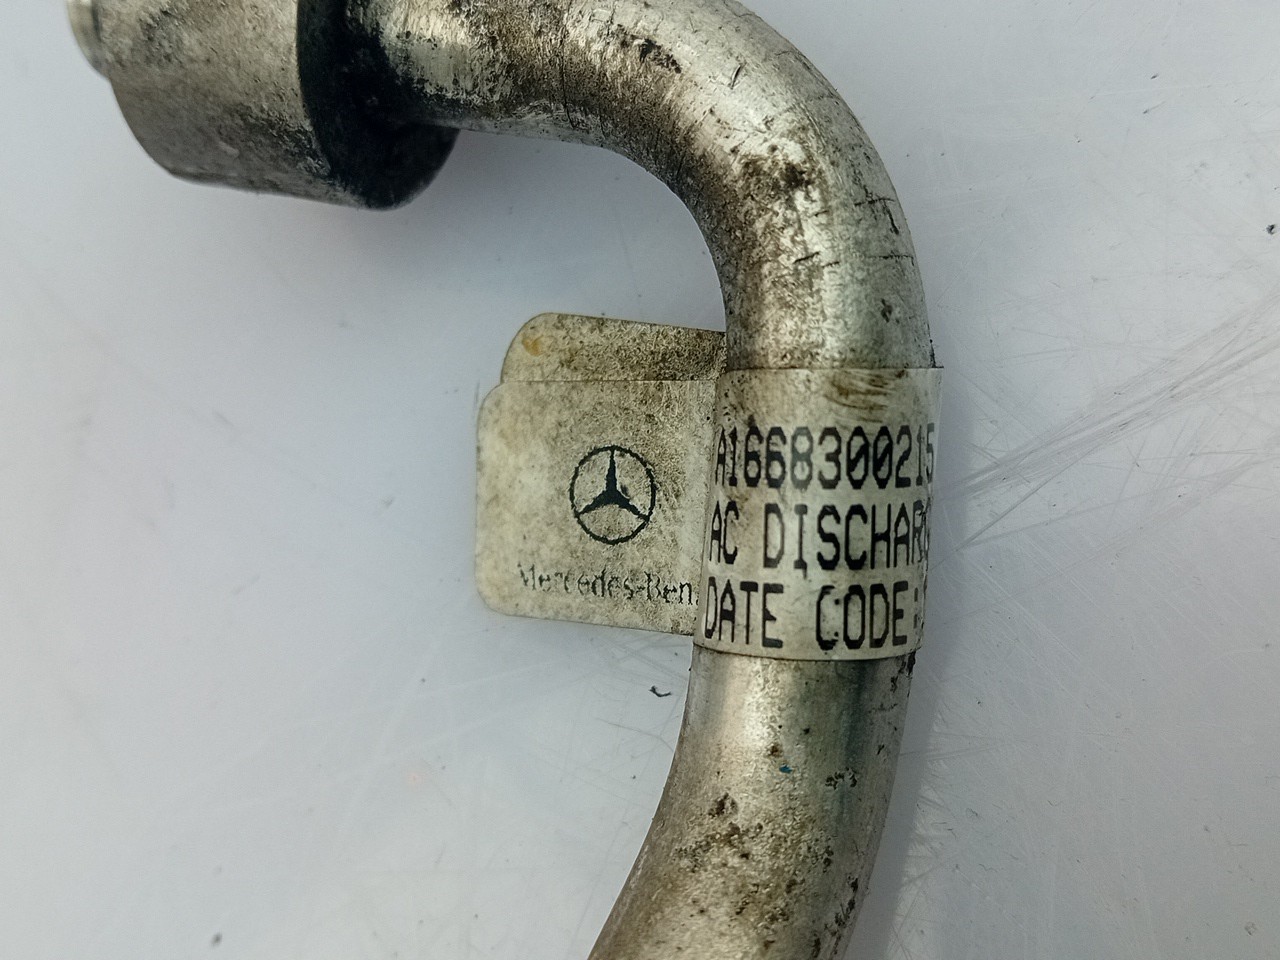 A1668300215
AC DISCHARG
DATE CODE:
Mercedes-Benz